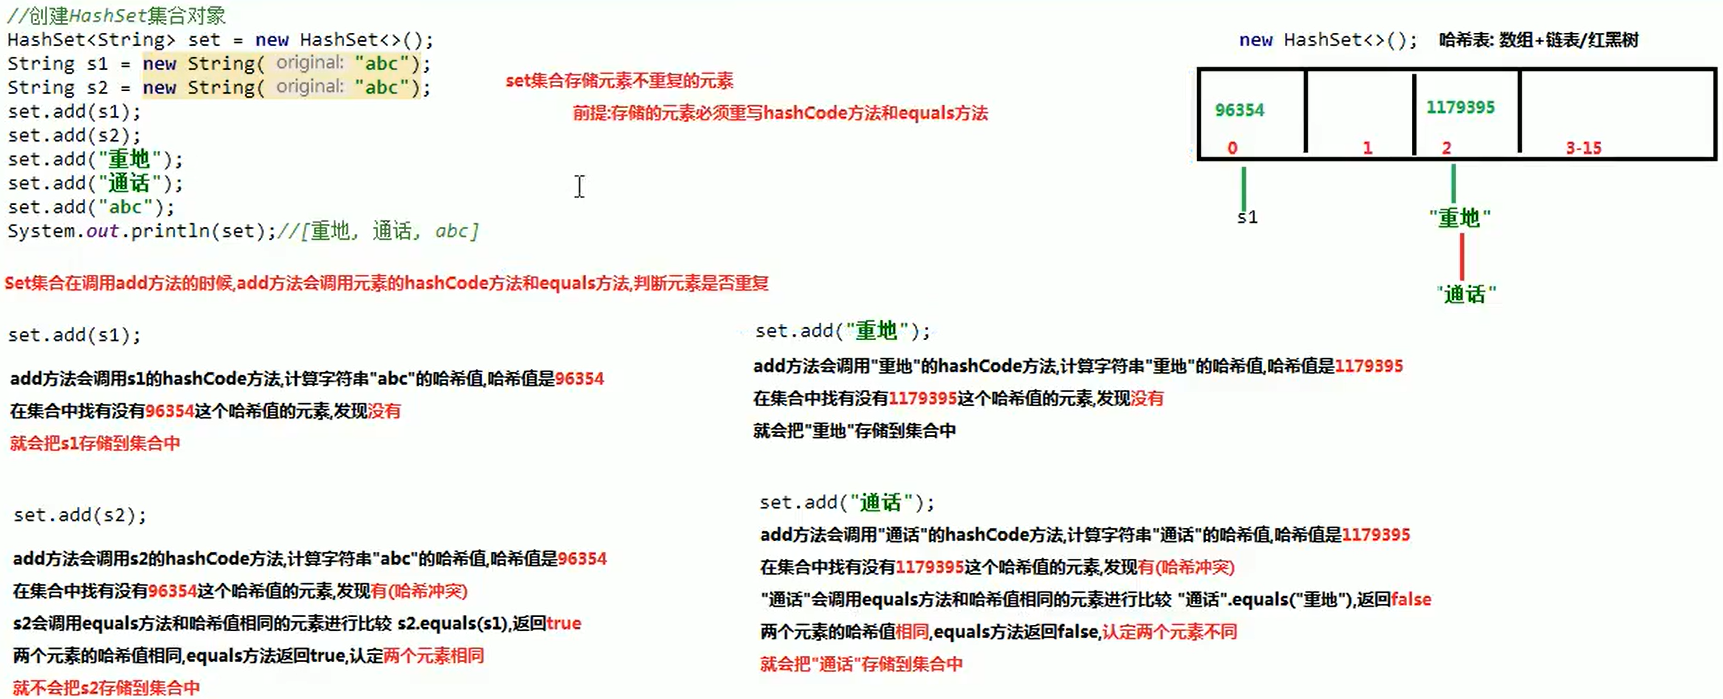 //创建HashSet集合对象
HashSet<String> set = new HashSet<>();
String s1 = new String( original: "abc");
String s2 = new String( original: "abc");
set.add(s1);
set.add(s2);
set.add("重地");
set.add("通话");
set.add("abc");
System.out.println(set);//[重地, 通话, abc]
set集合存储元素不重复的元素
前提:存储的元素必须重写hashCode方法和equals方法
new HashSet<>(); 哈希表: 数组+链表/红黑树
96354 1179395
0 1 2 3-15
s1 "重地"
"通话"
Set集合在调用add方法的时候,add方法会调用元素的hashCode方法和equals方法,判断元素是否重复
set.add(s1);
add方法会调用s1的hashCode方法,计算字符串"abc"的哈希值,哈希值是96354
在集合中找有没有96354这个哈希值的元素,发现没有
就会把s1存储到集合中
set.add(s2);
add方法会调用s2的hashCode方法,计算字符串"abc"的哈希值,哈希值是96354
在集合中找有没有96354这个哈希值的元素,发现有(哈希冲突)
s2会调用equals方法和哈希值相同的元素进行比较 s2.equals(s1),返回true
两个元素的哈希值相同,equals方法返回true,认定两个元素相同
就不会把s2存储到集合中
set.add("重地");
add方法会调用"重地"的hashCode方法,计算字符串"重地"的哈希值,哈希值是1179395
在集合中找有没有1179395这个哈希值的元素,发现没有
就会把"重地"存储到集合中
set.add("通话");
add方法会调用"通话"的hashCode方法,计算字符串"通话"的哈希值,哈希值是1179395
在集合中找有没有1179395这个哈希值的元素,发现有(哈希冲突)
"通话"会调用equals方法和哈希值相同的元素进行比较 "通话".equals("重地"),返回false
两个元素的哈希值相同,equals方法返回false,认定两个元素不同
就会把"通话"存储到集合中